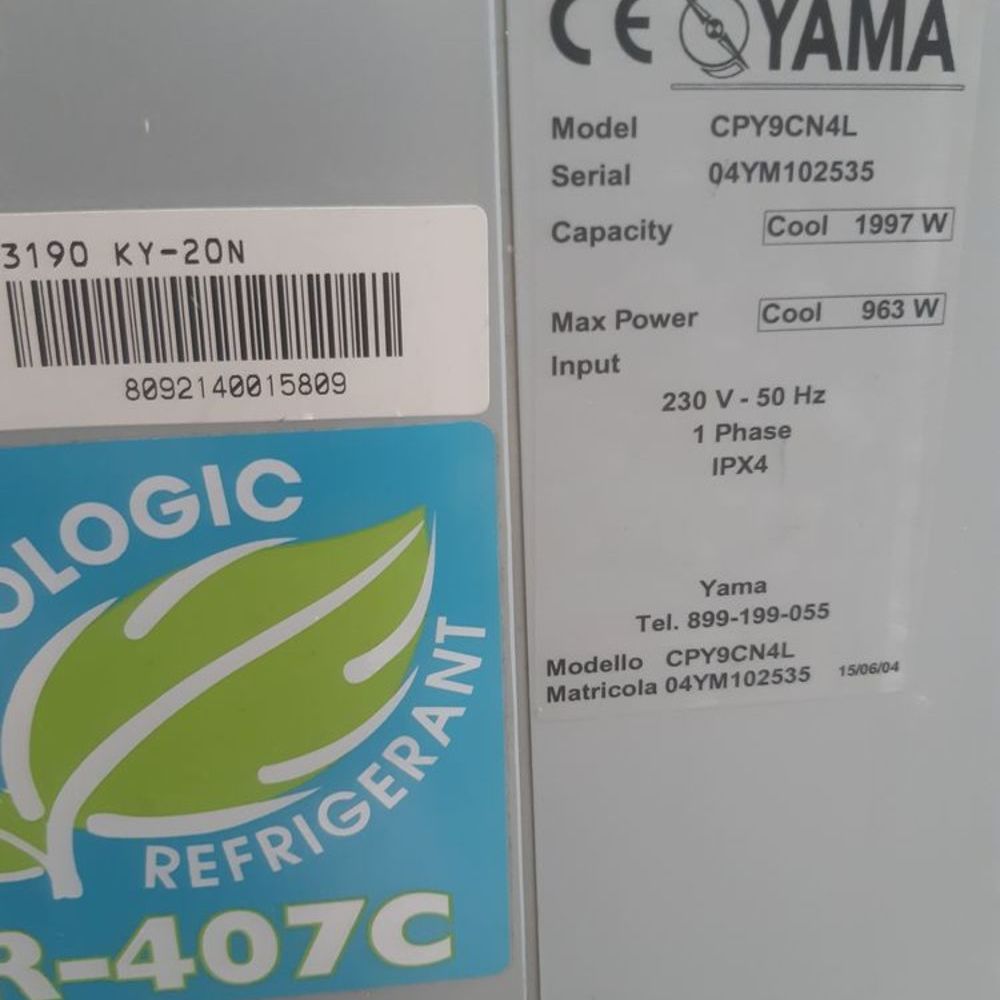 3190 KY-20N
8092140015809
OLOGIC
REFRIGERANT
R-407C
CE YAMA
Model CPY9CN4L
Serial 04YM102535
Capacity Cool 1997 W
Max Power Cool 963 W
Input
230 V - 50 Hz
1 Phase
IPX4
Yama
Tel. 899-199-055
Modello CPY9CN4L
Matricola 04YM102535 15/06/04